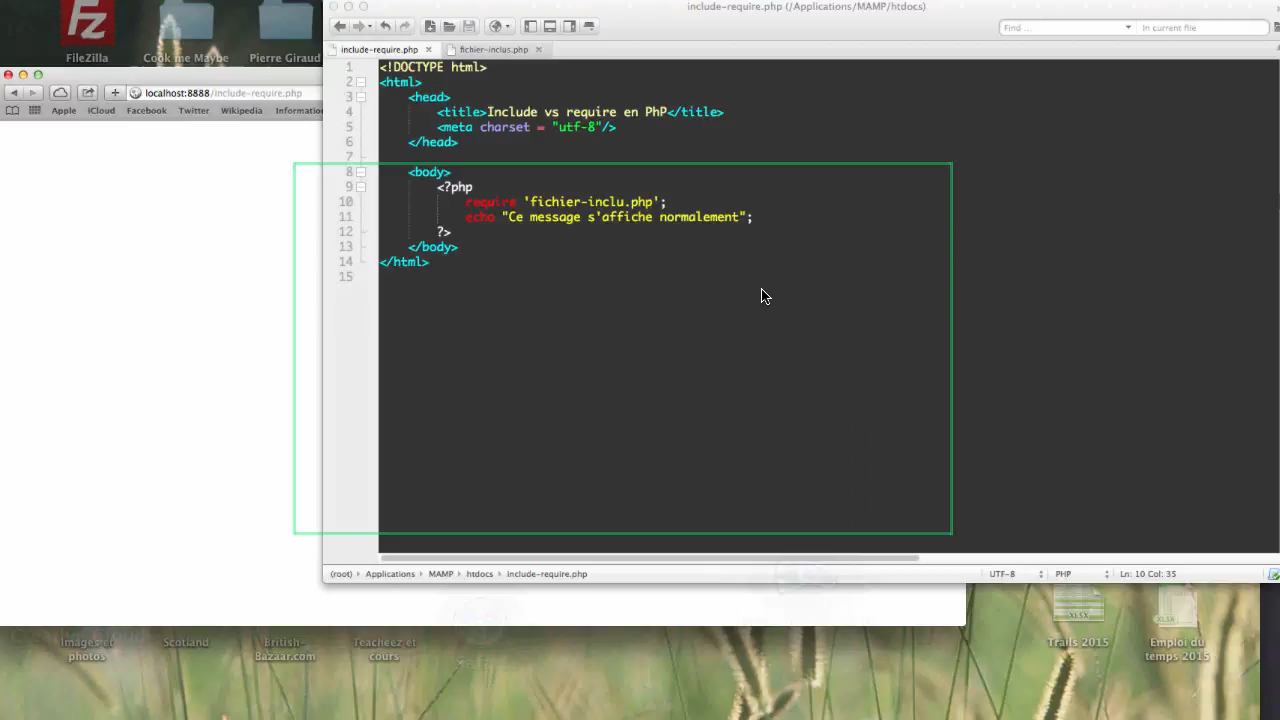 include-require.php (/Applications/MAMP/htdocs)
FileZilla
Cook me Maybe
Pierre Giraud
Find ...
In current file
include-require.php
fichier-inclus.php
localhost:8888/include-require.php
Apple
iCloud
Facebook
Twitter
Wikipedia
Information
1 <!DOCTYPE html>
2 <html>
3 <head>
4 <title>Include vs require en PhP</title>
5 <meta charset = "utf-8"/>
6 </head>
7
8 <body>
9 <?php
10 require 'fichier-inclu.php';
11 echo "Ce message s'affiche normalement";
12 ?>
13 </body>
14 </html>
15
(root) Applications MAMP htdocs include-require.php
UTF-8
PHP
Ln: 10 Col: 35
XLSX
XLSX
Images et
photos
Scotland
British-
Bazaar.com
Teacheez et
cours
Trails 2015
Emploi du
temps 2015